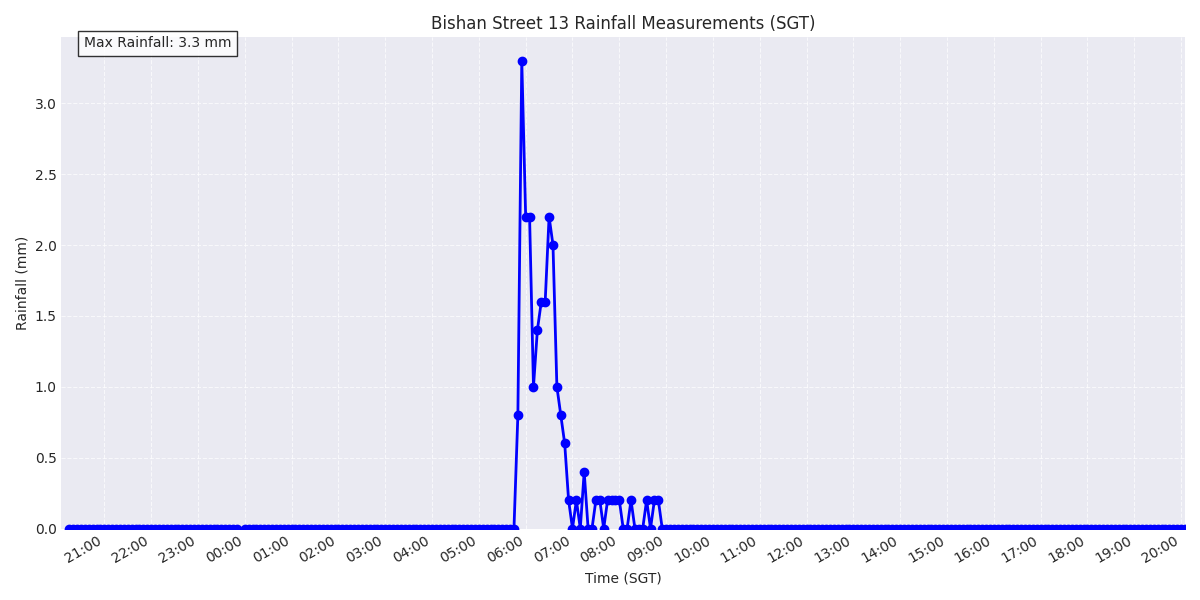 Bishan Street 13 Rainfall Measurements (SGT)
Max Rainfall: 3.3 mm
3.0
2.5
2.0
1.5
1.0
0.5
0.0
Rainfall (mm)
21:00 22:00 23:00 00:00 01:00 02:00 03:00 04:00 05:00 06:00 07:00 08:00 09:00 10:00 11:00 12:00 13:00 14:00 15:00 16:00 17:00 18:00 19:00 20:00
Time (SGT)